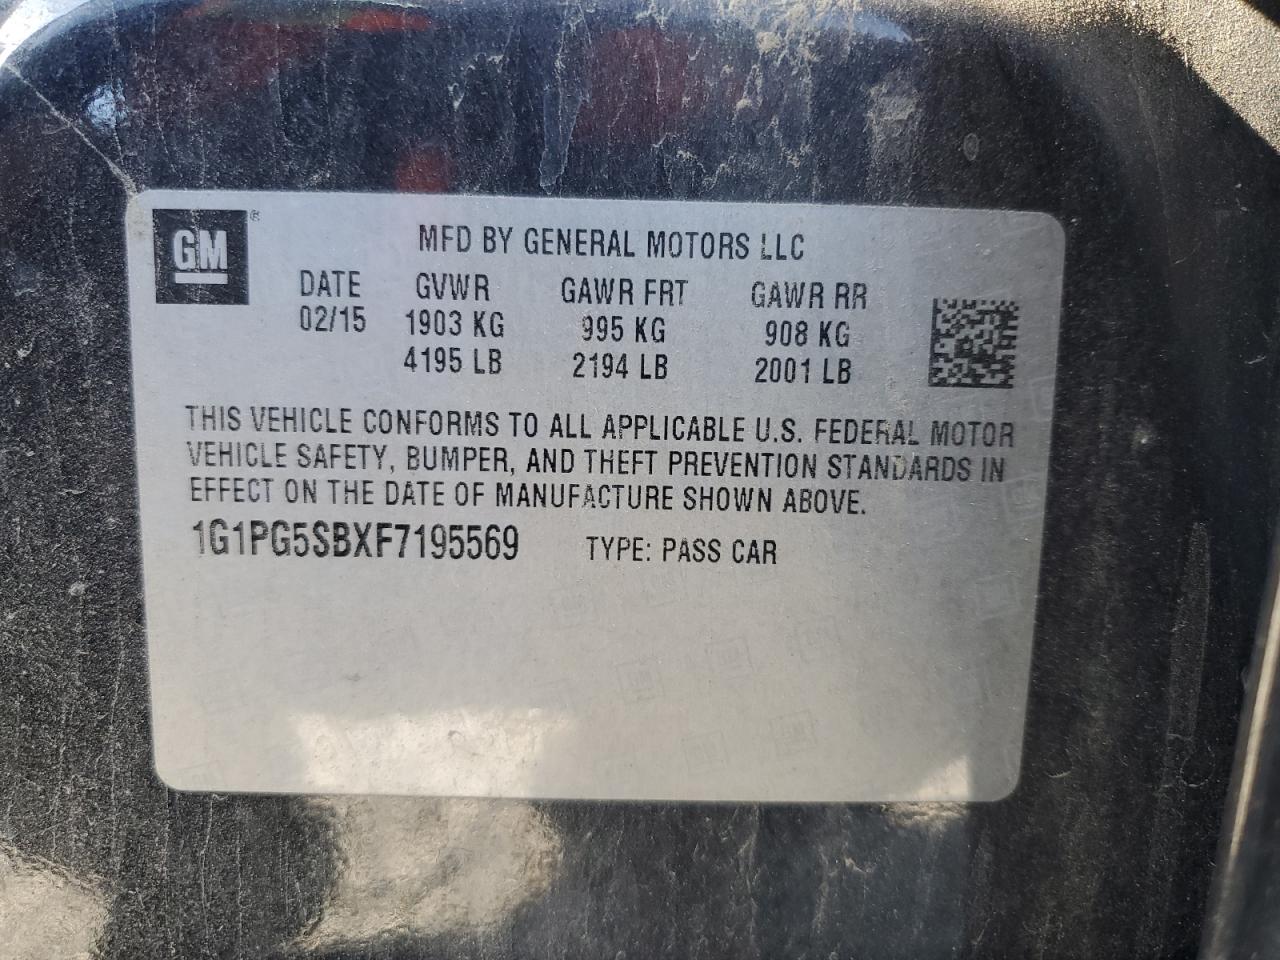 GM ®
MFD BY GENERAL MOTORS LLC
DATE GVWR GAWR FRT GAWR RR
02/15 1903 KG 995 KG 908 KG
4195 LB 2194 LB 2001 LB
THIS VEHICLE CONFORMS TO ALL APPLICABLE U.S. FEDERAL MOTOR
VEHICLE SAFETY, BUMPER, AND THEFT PREVENTION STANDARDS IN
EFFECT ON THE DATE OF MANUFACTURE SHOWN ABOVE.
1G1PG5SBXF7195569 TYPE: PASS CAR